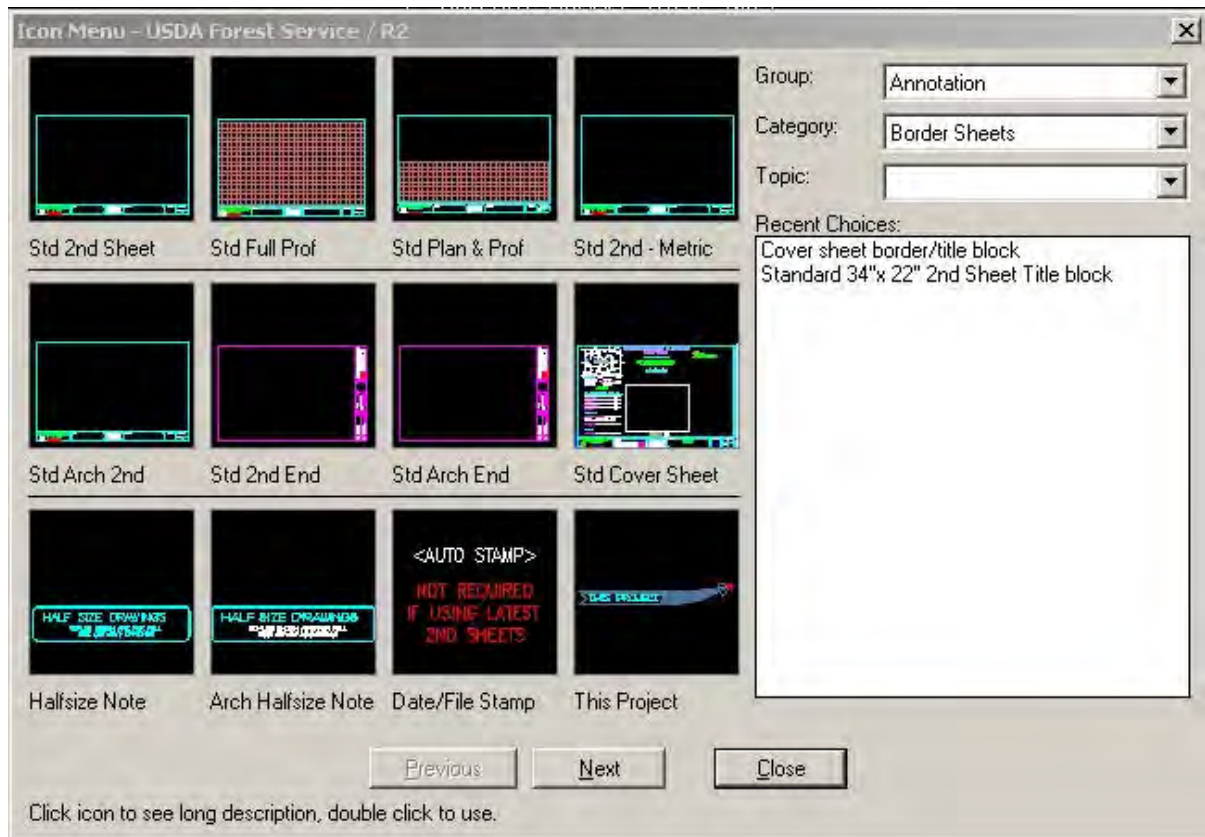 Icon Menu - USDA Forest Service / R2
Std 2nd Sheet
Std Full Prof
Std Plan & Prof
Std 2nd - Metric
Std Arch 2nd
Std 2nd End
Std Arch End
Std Cover Sheet
HALF SIZE DRAWINGS
HALF SIZE DRAWINGS
<AUTO STAMP>
NOT REQUIRED
IF USING LATEST
2ND SHEETS
THIS PROJECT
Halfsize Note
Arch Halfsize Note
Date/File Stamp
This Project
Group:
Annotation
Category:
Border Sheets
Topic:
Recent Choices:
Cover sheet border/title block
Standard 34"x 22" 2nd Sheet Title block
Previous
Next
Close
Click icon to see long description, double click to use.